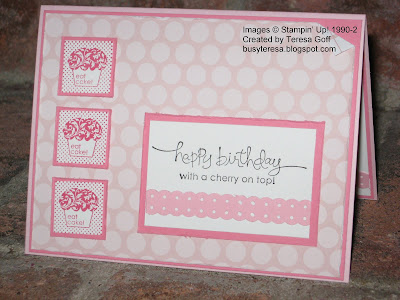 Images © Stampin' Up! 1990-2
Created by Teresa Goff
busyteresa.blogspot.com
eat
cake!
eat
cake!
eat
cake!
happy birthday
with a cherry on top!